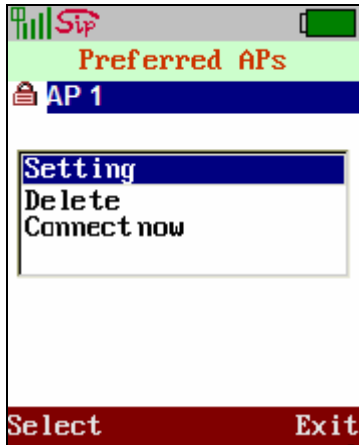 Sip
Preferred APs
AP 1
Setting
Delete
Connect now
Select Exit